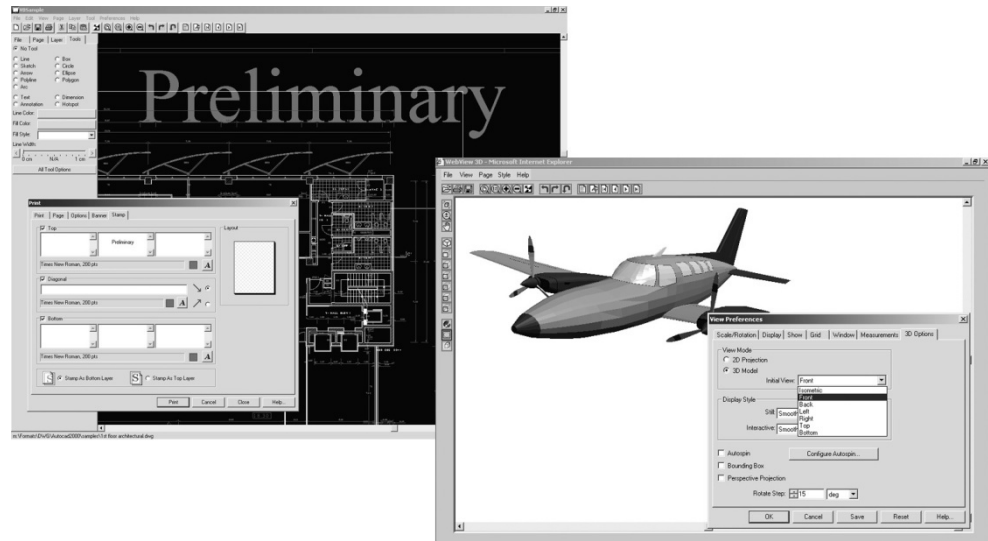 VBSample
File Edit View Page Layer Tool Preferences Help
File Page Layer Tools
No Tool
Line Box
Sketch Circle
Arrow Ellipse
Polyline Polygon
Arc
Text Dimension
Annotation Hotspot
Line Color:
Fill Color:
Fill Style:
Line Width:
0 cm N/A 1 cm
All Tool Options
Preliminary
Print
Print Page Options Banner Stamp
Top
Preliminary
Times New Roman, 200 pts
A
Diagonal
Times New Roman, 200 pts
A
Bottom
Times New Roman, 200 pts
A
Layout
S Stamp As Bottom Layer
S Stamp As Top Layer
Print Cancel Close Help...
WebView 3D - Microsoft Internet Explorer
File View Page Style Help
View Preferences
Scale/Rotation Display Show Grid Window Measurements 3D Options
View Mode
2D Projection
3D Model
Initial View: Front
Isometric
Front
Back
Left
Right
Top
Bottom
Display Style
Still: Smooth
Interactive: Smooth
Autospin
Configure Autospin...
Bounding Box
Perspective Projection
Rotate Step: 15 deg
OK Cancel Save Reset Help...